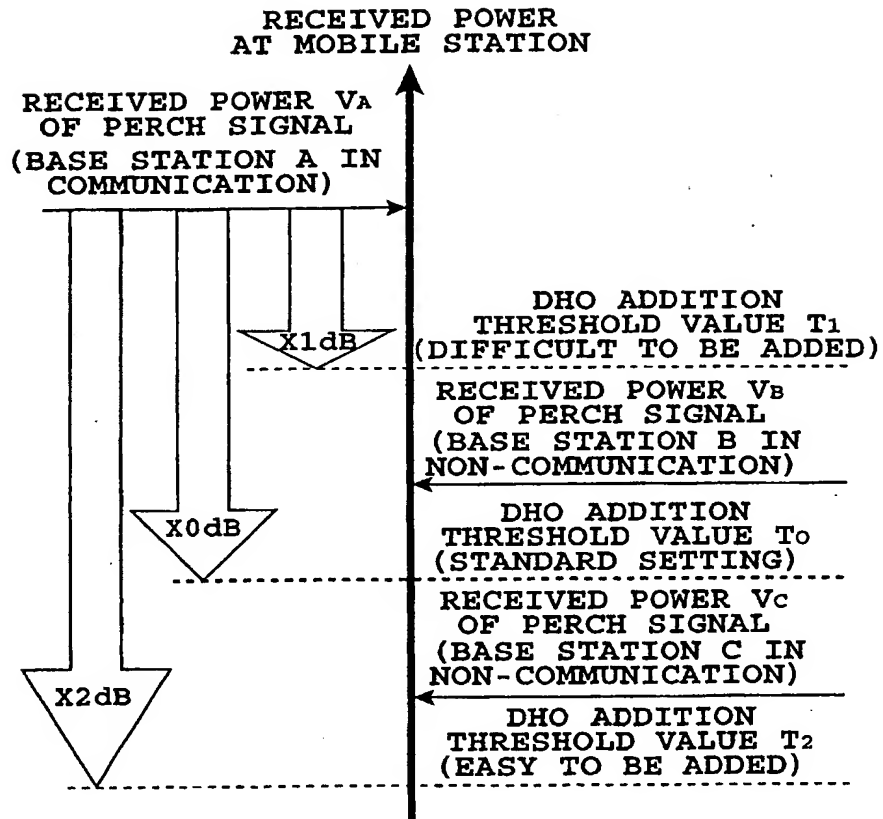 RECEIVED POWER
AT MOBILE STATION
RECEIVED POWER VA
OF PERCH SIGNAL
(BASE STATION A IN
COMMUNICATION)
X1dB
DHO ADDITION
THRESHOLD VALUE T1
(DIFFICULT TO BE ADDED)
RECEIVED POWER VB
OF PERCH SIGNAL
(BASE STATION B IN
NON-COMMUNICATION)
X0dB
DHO ADDITION
THRESHOLD VALUE T0
(STANDARD SETTING)
RECEIVED POWER VC
OF PERCH SIGNAL
(BASE STATION C IN
NON-COMMUNICATION)
X2dB
DHO ADDITION
THRESHOLD VALUE T2
(EASY TO BE ADDED)